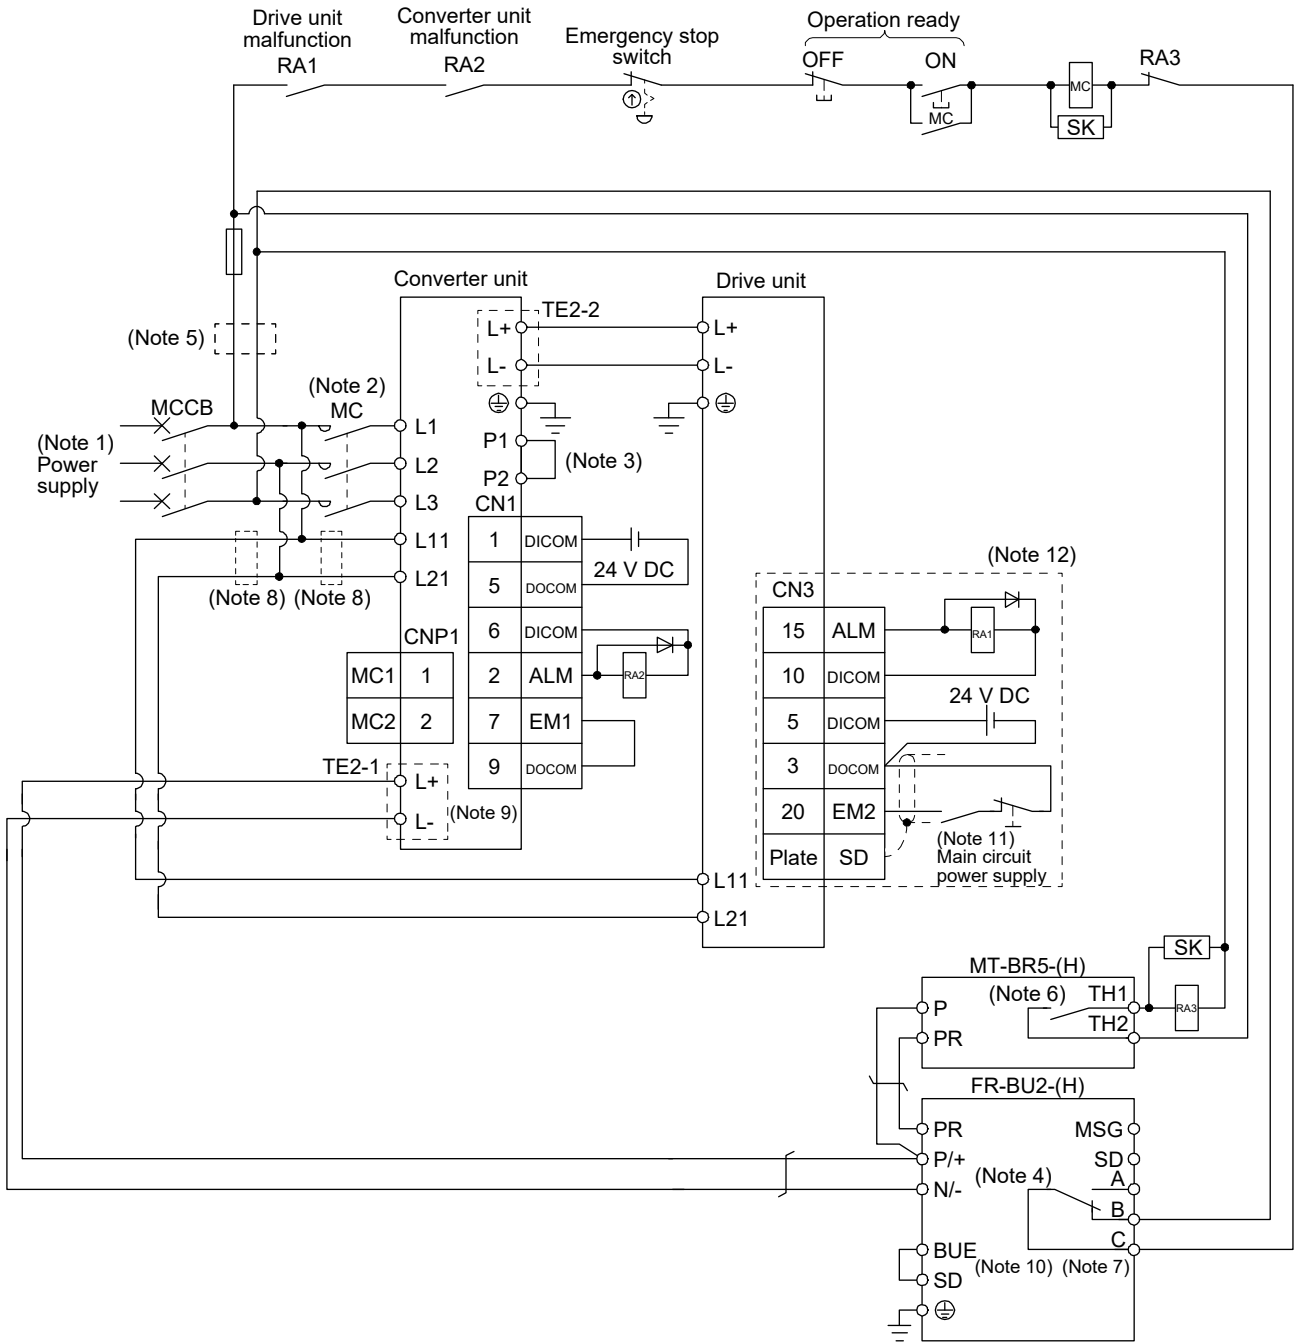 Drive unit
malfunction
RA1
Converter unit
malfunction
RA2
Emergency stop
switch
Operation ready
OFF
ON
MC
MC
SK
RA3
Converter unit
Drive unit
(Note 5)
TE2-2
L+
L-
L+
L-
(Note 2)
MCCB
MC
(Note 1)
Power
supply
L1
L2
L3
L11
L21
P1
P2
(Note 3)
(Note 8)
(Note 8)
CN1
1 DICOM
5 DOCOM
6 DICOM
2 ALM
7 EM1
9 DOCOM
24 V DC
RA2
CNP1
MC1 1
MC2 2
TE2-1
L+
L-
(Note 9)
(Note 12)
CN3
15 ALM
10 DICOM
5 DICOM
3 DOCOM
20 EM2
Plate SD
RA1
24 V DC
(Note 11)
Main circuit
power supply
L11
L21
SK
MT-BR5-(H)
(Note 6)
TH1
TH2
RA3
P
PR
FR-BU2-(H)
PR
P/+
N/-
MSG
SD
A
(Note 4)
B
C
BUE
SD
(Note 10)
(Note 7)